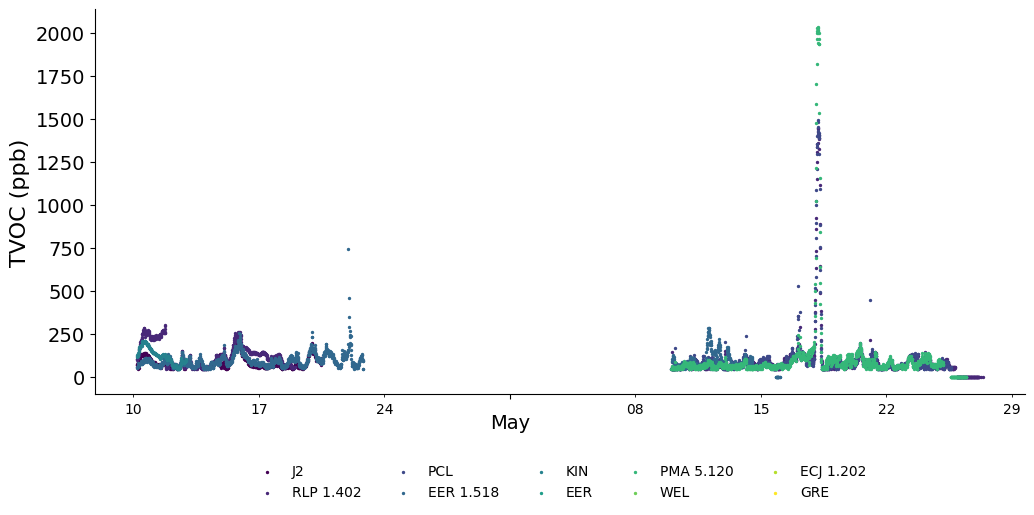 2000
1750
1500
1250
1000
750
500
250
0
TVOC (ppb)
10 17 24 08 15 22 29
May
J2 PCL KIN PMA 5.120 ECJ 1.202
RLP 1.402 EER 1.518 EER WEL GRE